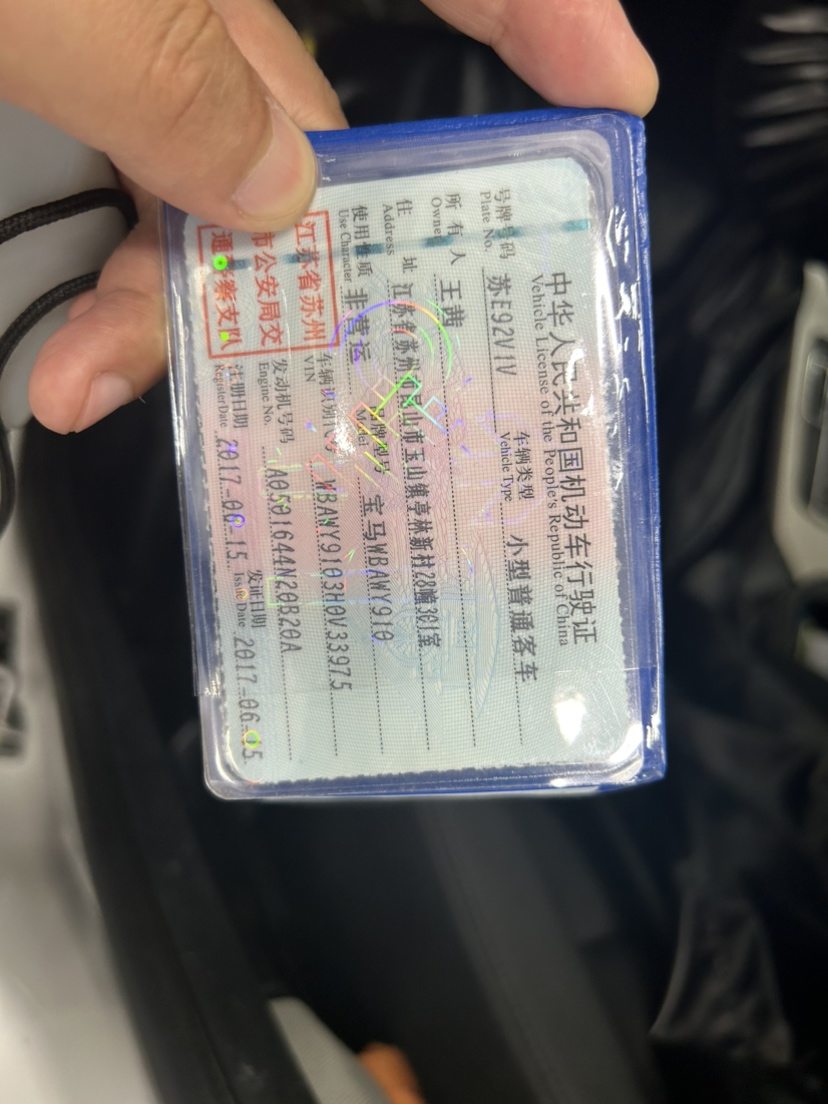 中华人民共和国机动车行驶证
Vehicle License of the People's Republic of China
号牌号码 苏E92V1V 车辆类型 小型普通客车
Plate No. Vehicle Type
所有人 王茜
Owner
住址 江苏省苏州昆山市玉山镇亭林新村28幢301室
Address
使用性质 非营运 品牌型号 宝马WBAWY910
Use Character Model
江苏省苏州
市公安局交
通警察支队
车辆识别代号 WBAWY9103H0V33975
VIN
发动机号码 A0501644N20B20A
Engine No.
注册日期 2017-06-15 发证日期 2017-06-15
Register Date Issue Date